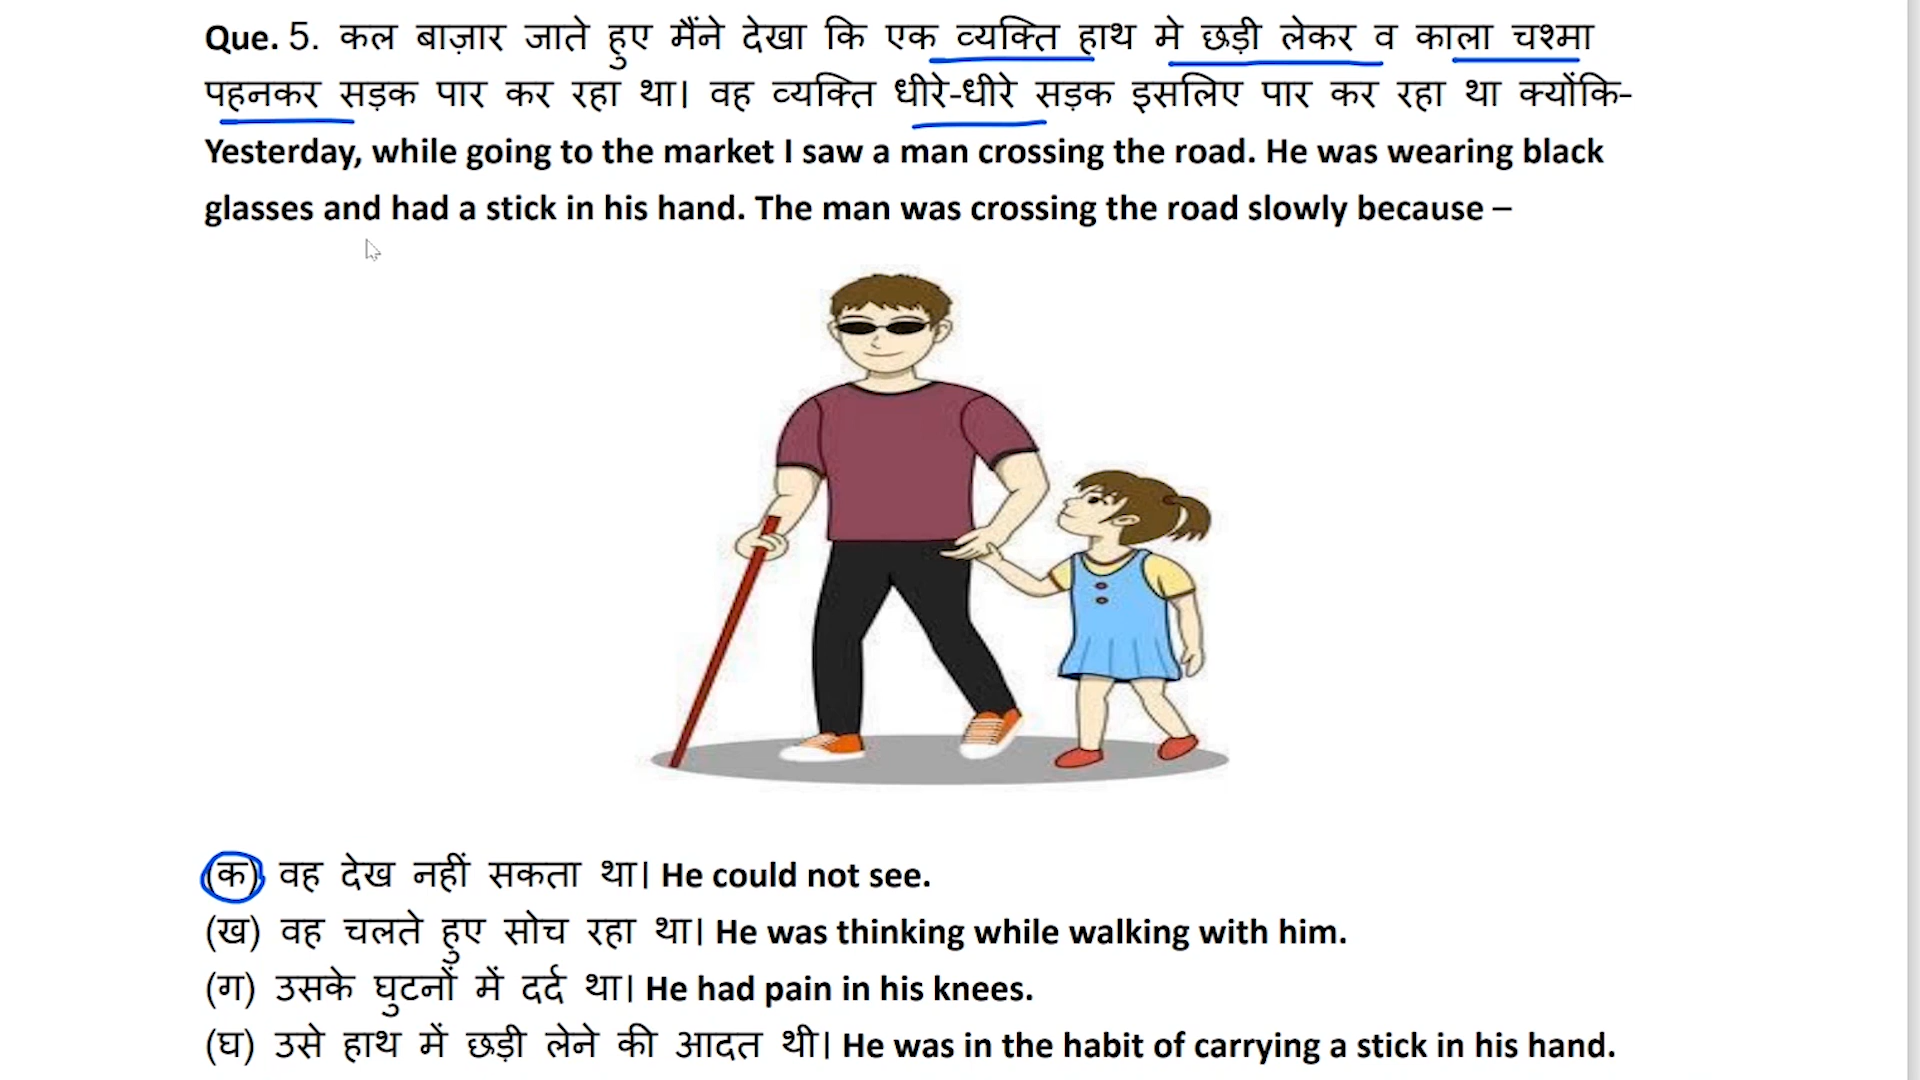 Que. 5. कल बाज़ार जाते हुए मैंने देखा कि एक व्यक्ति हाथ मे छड़ी लेकर व काला चश्मा
पहनकर सड़क पार कर रहा था। वह व्यक्ति धीरे-धीरे सड़क इसलिए पार कर रहा था क्योंकि-
Yesterday, while going to the market I saw a man crossing the road. He was wearing black
glasses and had a stick in his hand. The man was crossing the road slowly because –
(क) वह देख नहीं सकता था। He could not see.
(ख) वह चलते हुए सोच रहा था। He was thinking while walking with him.
(ग) उसके घुटनों में दर्द था। He had pain in his knees.
(घ) उसे हाथ में छड़ी लेने की आदत थी। He was in the habit of carrying a stick in his hand.